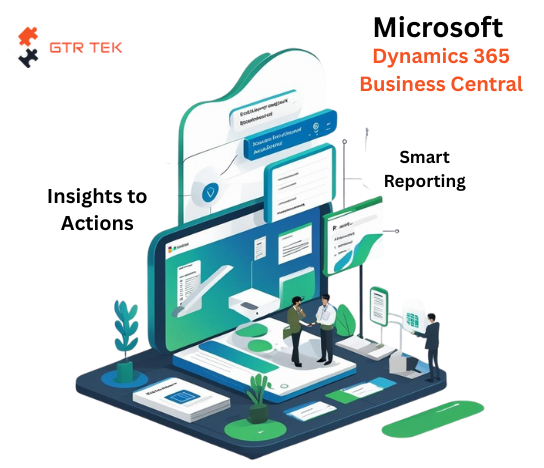 GTR TEK
Microsoft
Dynamics 365
Business Central
Smart
Reporting
Insights to
Actions